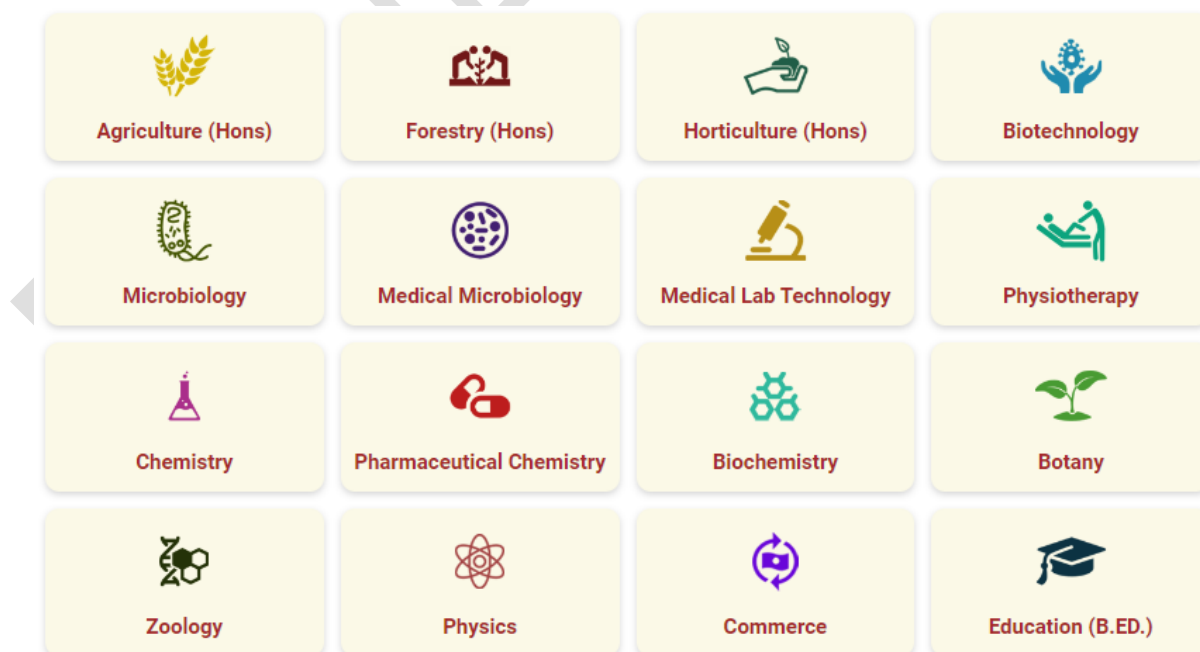 Agriculture (Hons)
Forestry (Hons)
Horticulture (Hons)
Biotechnology
Microbiology
Medical Microbiology
Medical Lab Technology
Physiotherapy
Chemistry
Pharmaceutical Chemistry
Biochemistry
Botany
Zoology
Physics
Commerce
Education (B.ED.)